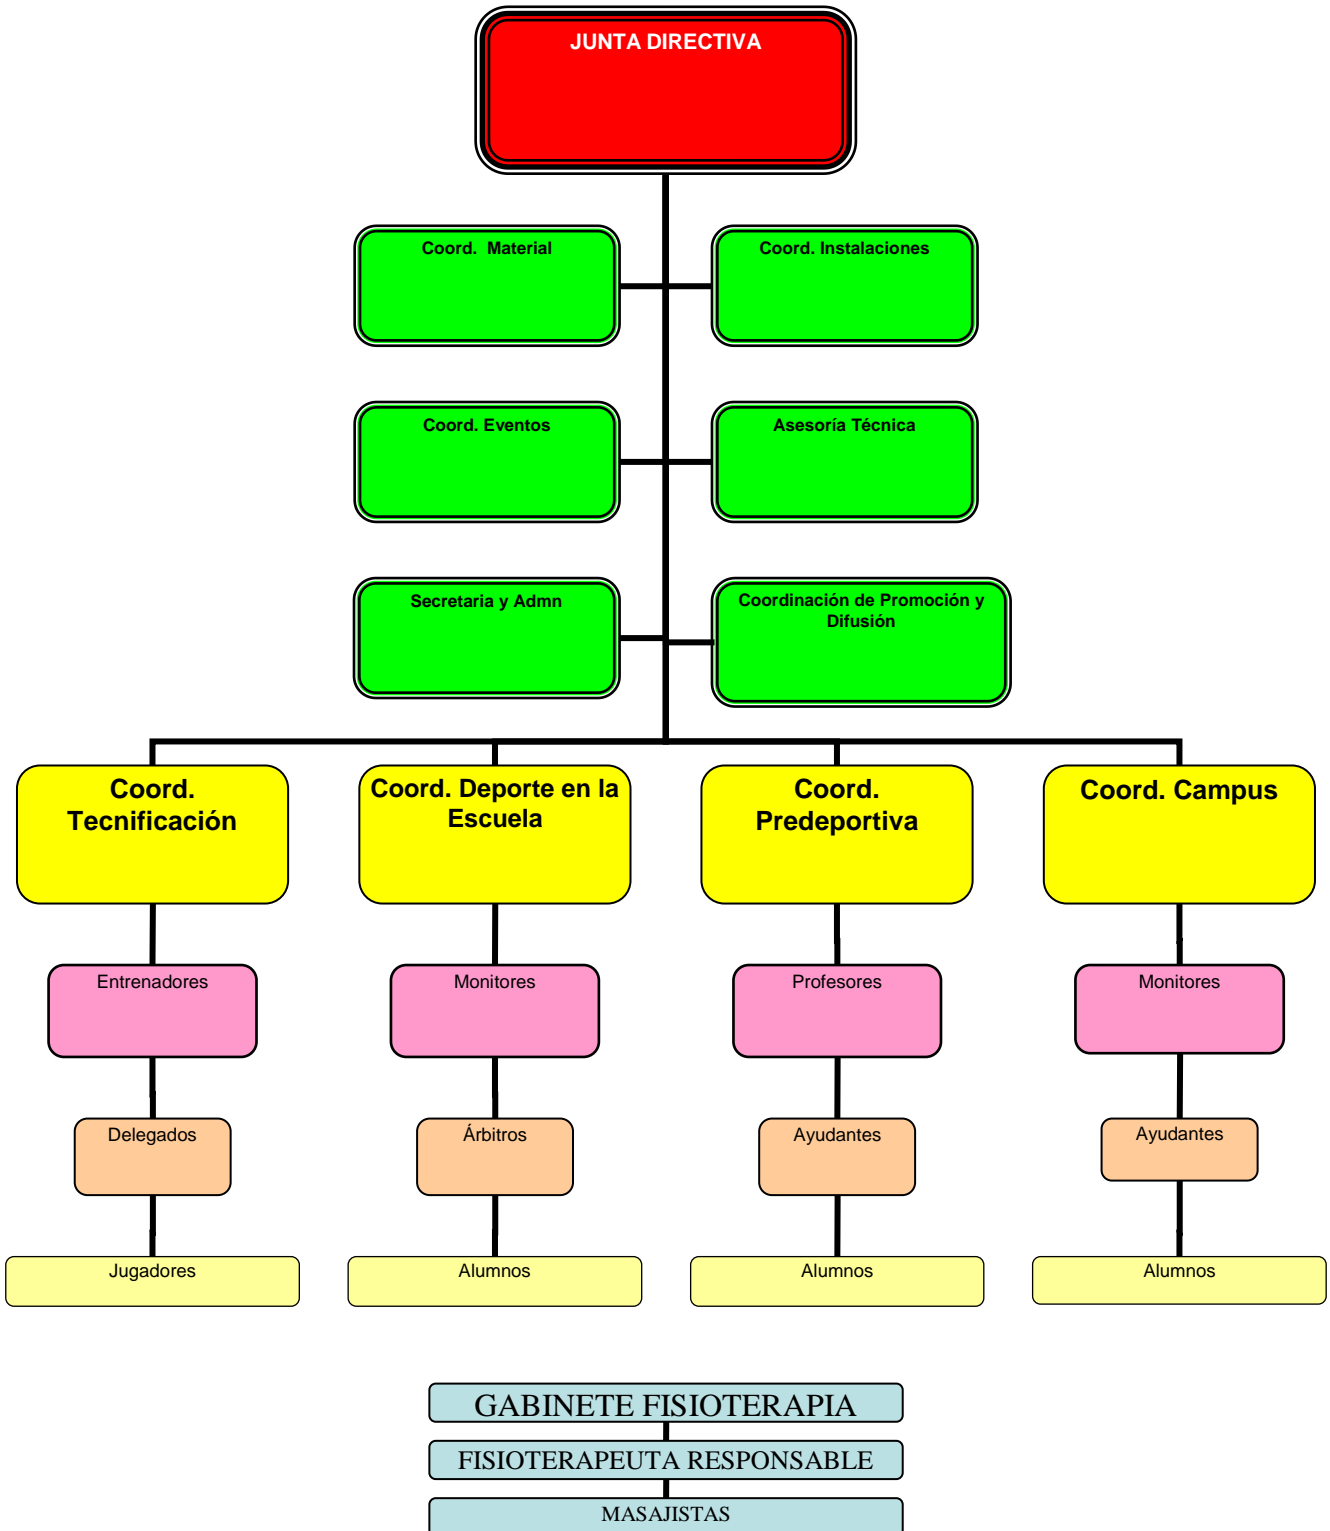 JUNTA DIRECTIVA
Coord. Material
Coord. Instalaciones
Coord. Eventos
Asesoría Técnica
Secretaria y Admn
Coordinación de Promoción y
Difusión
Coord.
Tecnificación
Coord. Deporte en la
Escuela
Coord.
Predeportiva
Coord. Campus
Entrenadores
Monitores
Profesores
Monitores
Delegados
Árbitros
Ayudantes
Ayudantes
Jugadores
Alumnos
Alumnos
Alumnos
GABINETE FISIOTERAPIA
FISIOTERAPEUTA RESPONSABLE
MASAJISTAS